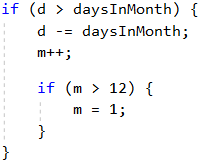 if (d > daysInMonth) {
    d -= daysInMonth;
    m++;
    if (m > 12) {
        m = 1;
    }
}